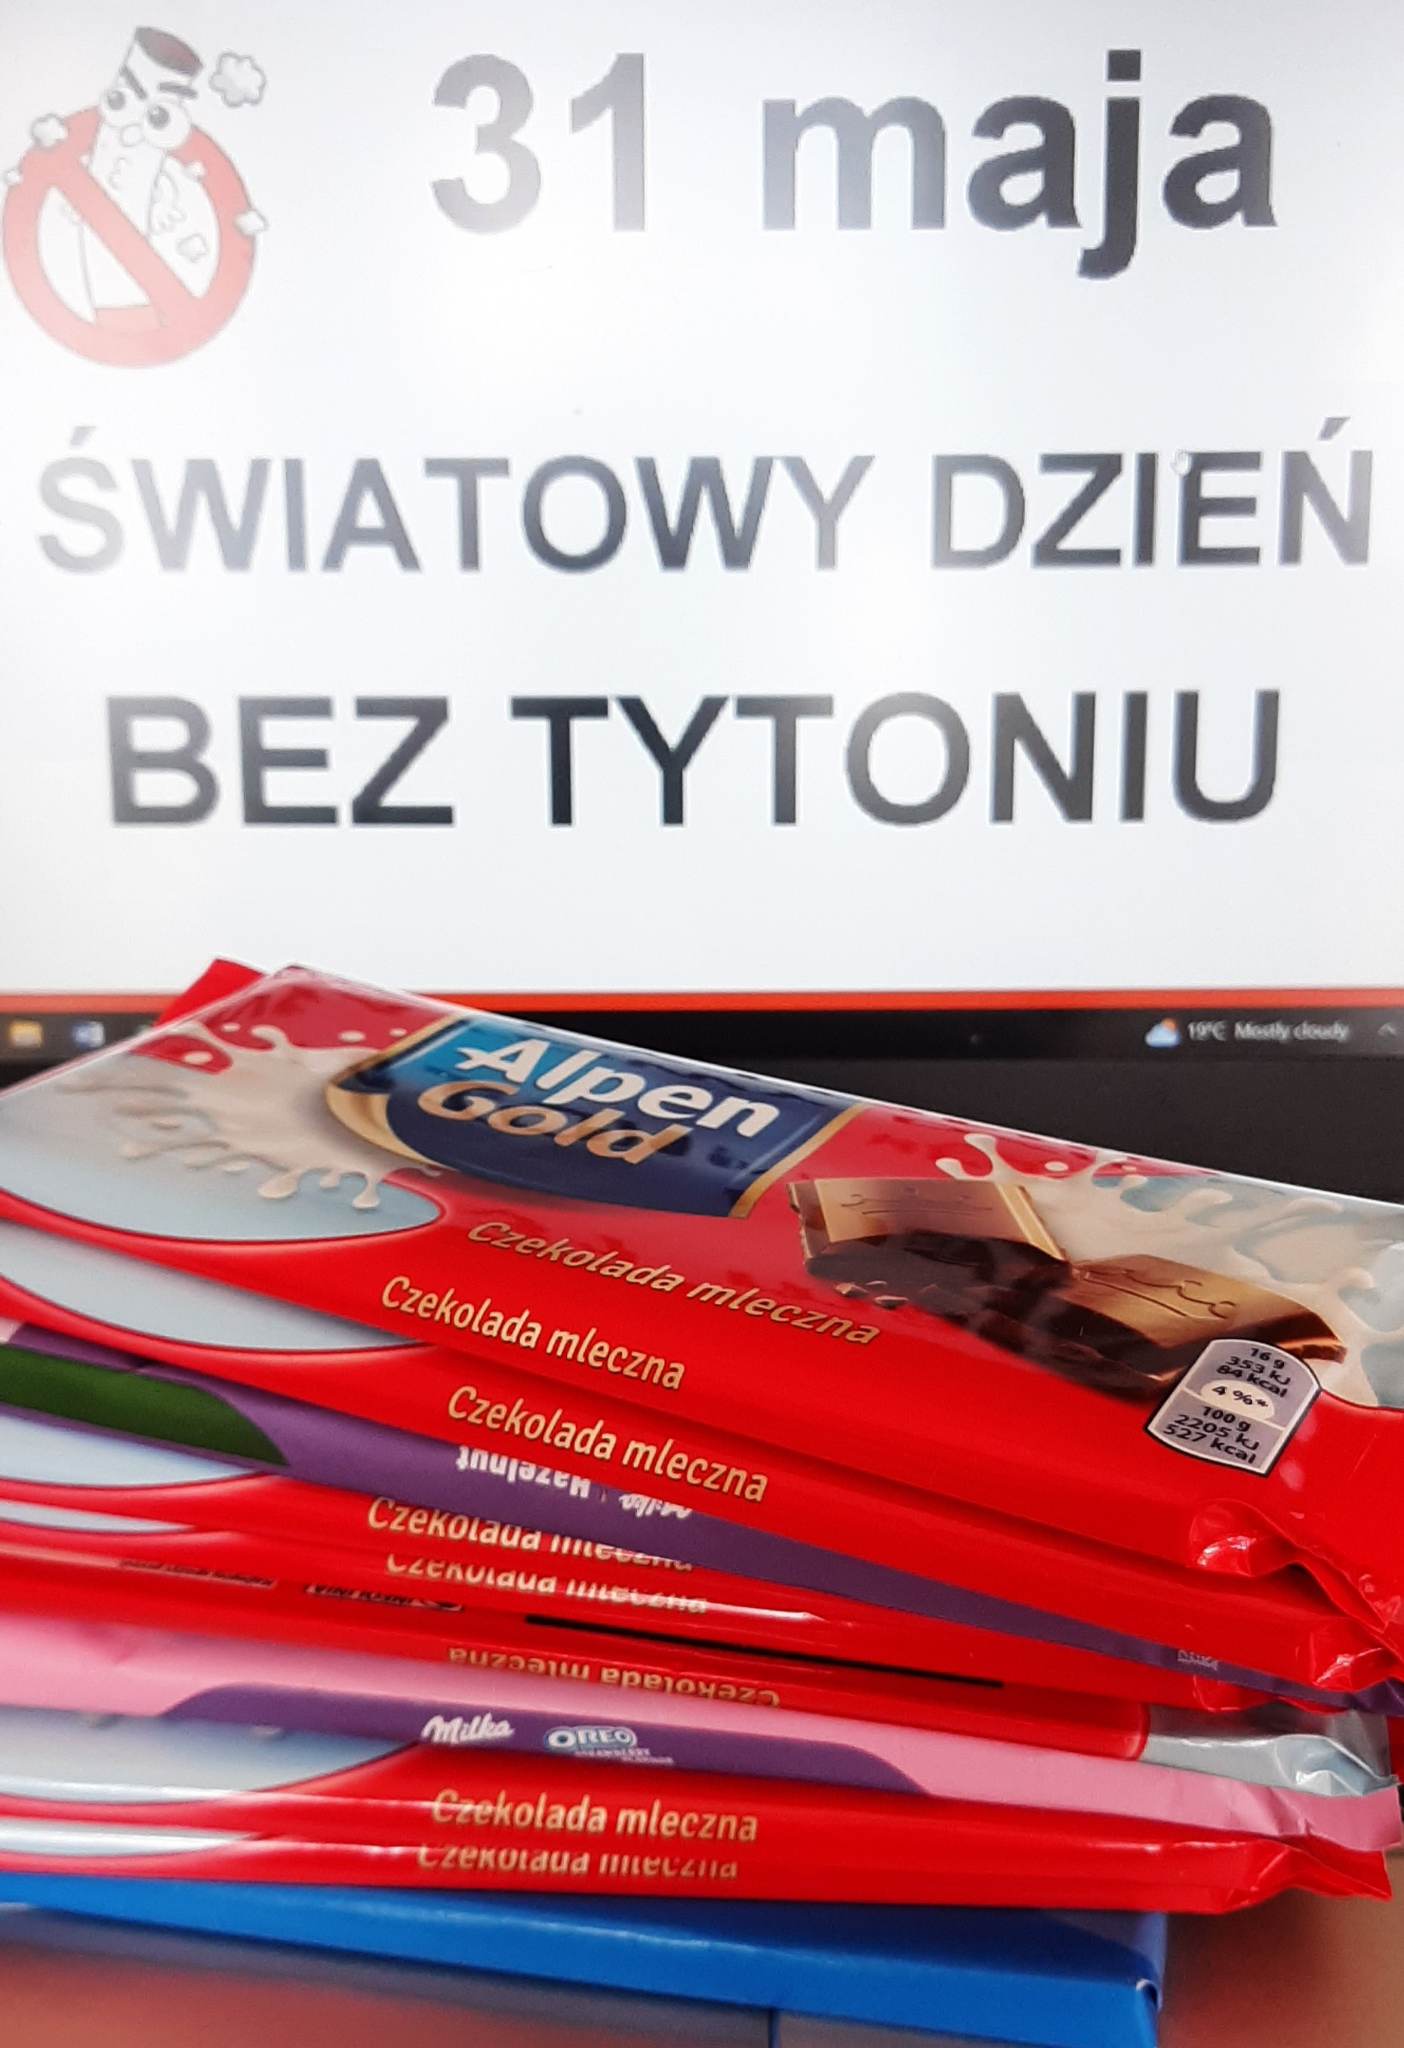 31 maja
ŚWIATOWY DZIEŃ
BEZ TYTONIU
19°C Mostly cloudy
Alpen
Gold
Czekolada mleczna
16 g
353 kJ
84 kcal
4 %*
100 g
2205 kJ
527 kcal
Czekolada mleczna
Czekolada mleczna
Milka Hazelnut
Czekolada mleczna
Czekolada mleczna
Czekolada mleczna
Milka OREO
Czekolada mleczna
Czekolada mleczna